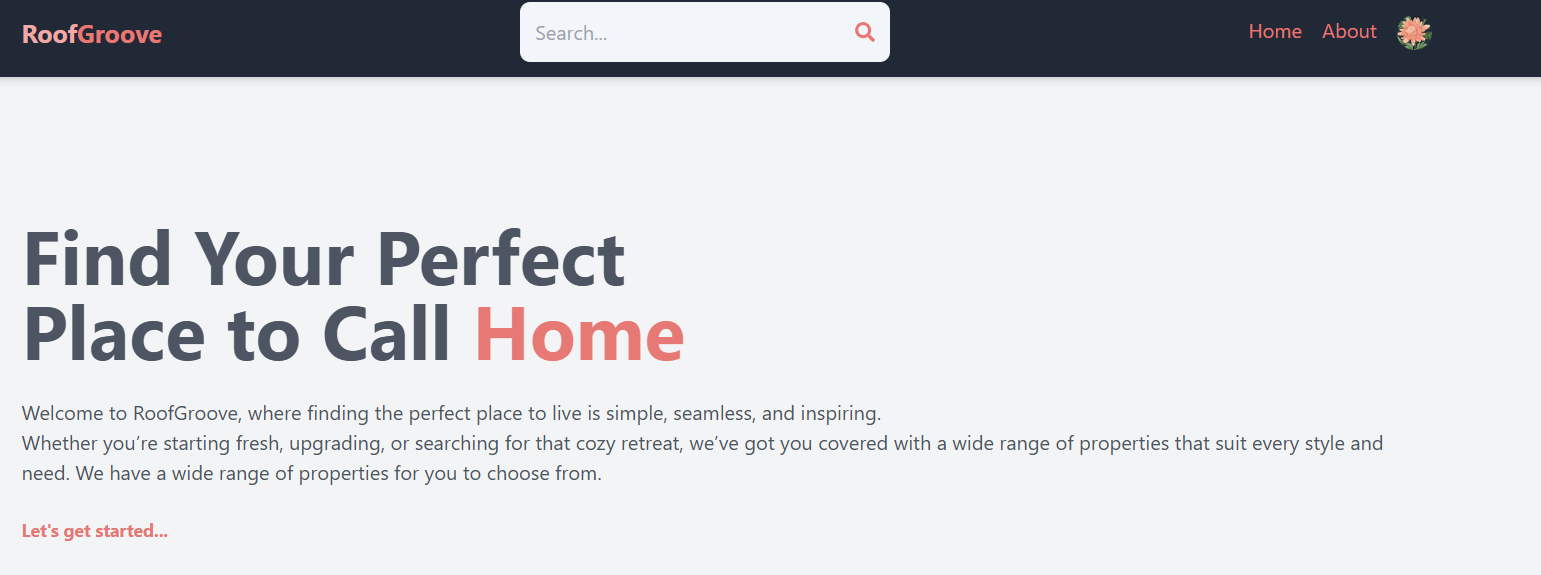 RoofGroove
Search...
Home
About
Find Your Perfect
Place to Call Home
Welcome to RoofGroove, where finding the perfect place to live is simple, seamless, and inspiring.
Whether you’re starting fresh, upgrading, or searching for that cozy retreat, we’ve got you covered with a wide range of properties that suit every style and
need. We have a wide range of properties for you to choose from.
Let's get started...